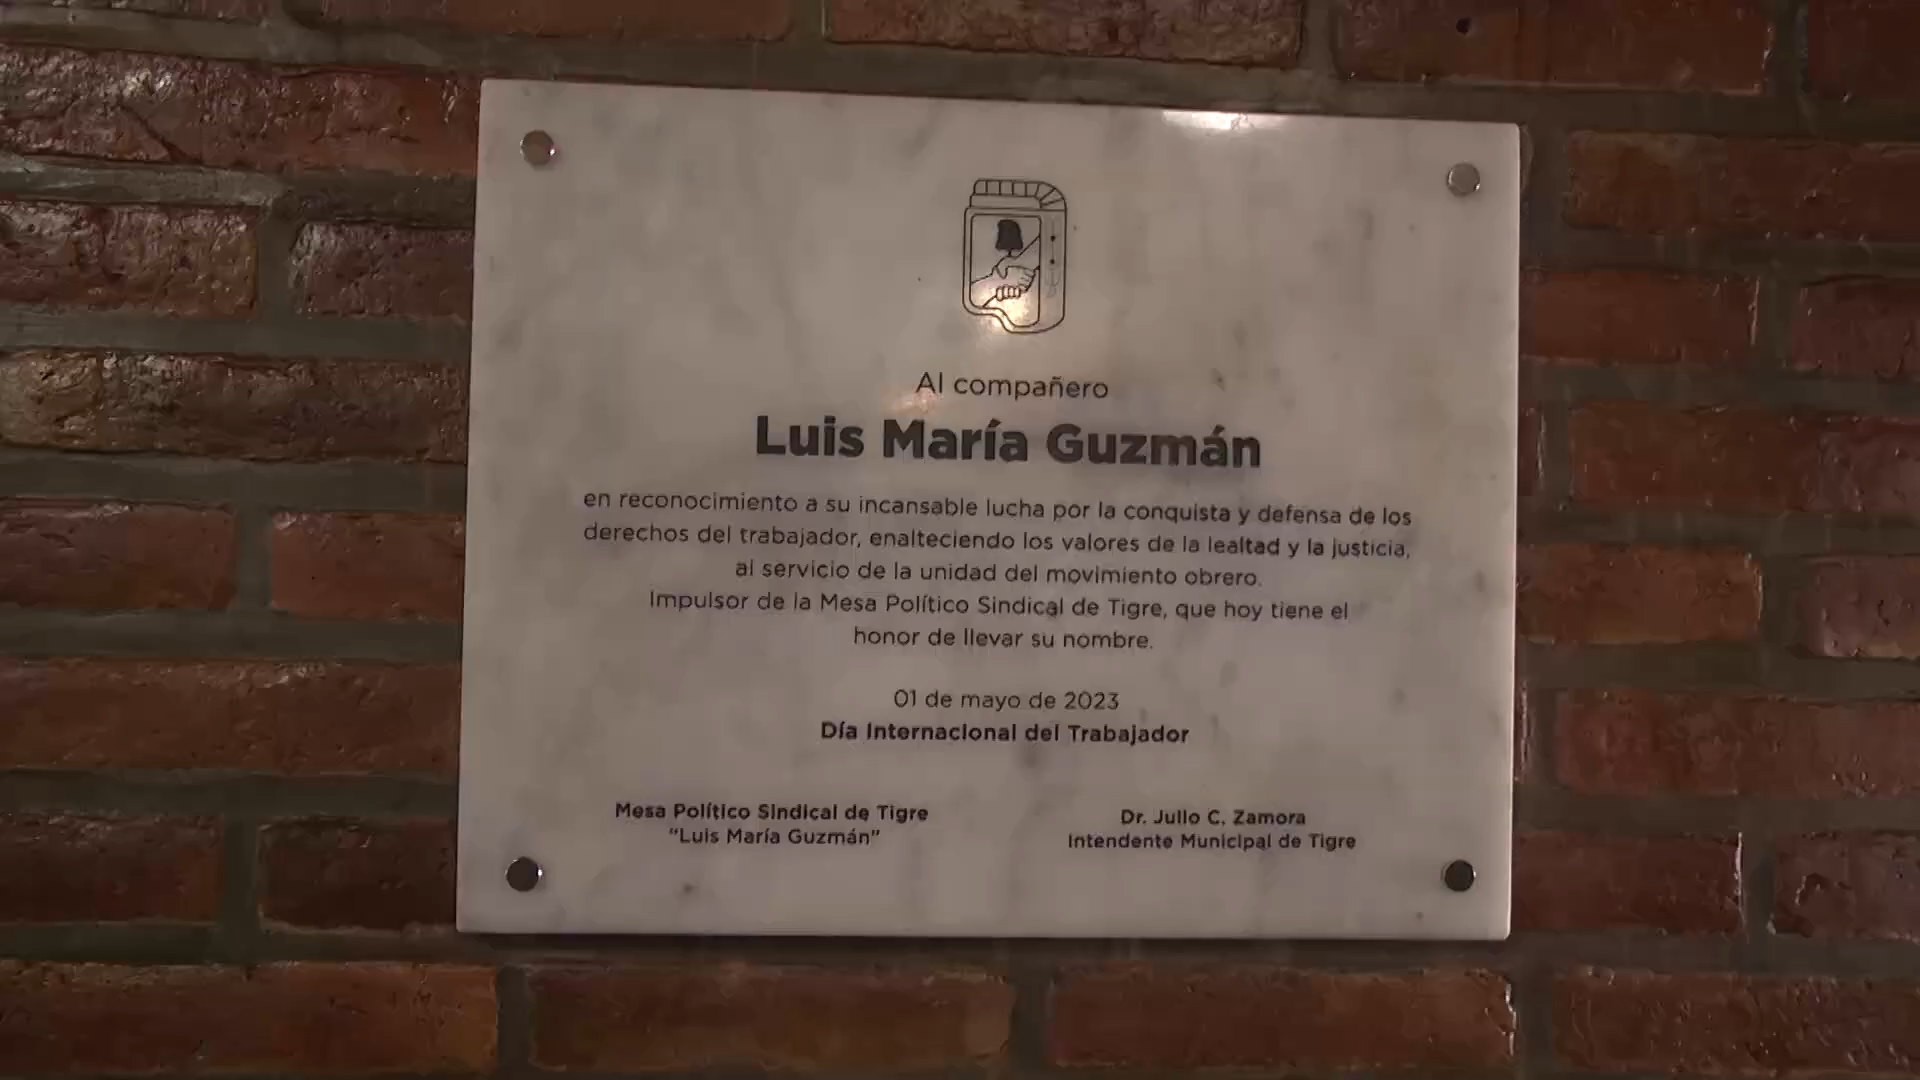 Al compañero
Luis María Guzmán
en reconocimiento a su incansable lucha por la conquista y defensa de los
derechos del trabajador, enalteciendo los valores de la lealtad y la justicia,
al servicio de la unidad del movimiento obrero.
Impulsor de la Mesa Político Sindical de Tigre, que hoy tiene el
honor de llevar su nombre.
01 de mayo de 2023
Día Internacional del Trabajador
Mesa Político Sindical de Tigre
"Luis María Guzmán"
Dr. Julio C. Zamora
Intendente Municipal de Tigre